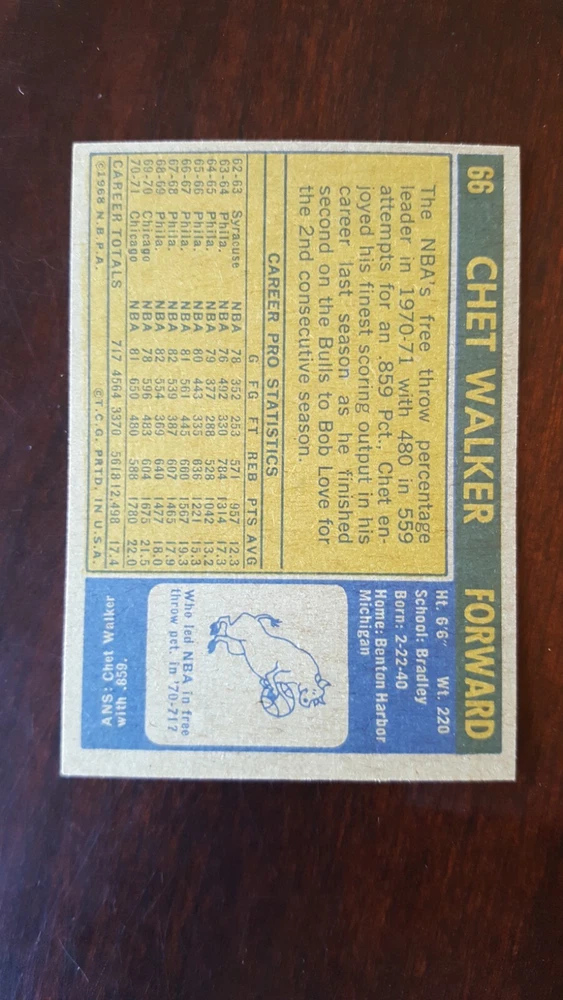 66 CHET WALKER FORWARD
The NBA's free throw percentage
leader in 1970-71 with 480 in 559
attempts for an .859 Pct., Chet en-
joyed his finest scoring output in his
career last season as he finished
second on the Bulls to Bob Love for
the 2nd consecutive season.
CAREER PRO STATISTICS
G FG FT REB PTS AVG
62-63 Syracuse NBA 78 352 253 571 957 12.3
63-64 Phila. NBA 76 492 330 784 1314 17.3
64-65 Phila. NBA 79 377 288 528 1042 13.2
65-66 Phila. NBA 80 443 335 636 1221 15.3
66-67 Phila. NBA 81 561 445 660 1567 19.3
67-68 Phila. NBA 82 539 387 607 1465 17.9
68-69 Phila. NBA 82 554 369 640 1477 18.0
69-70 Chicago NBA 78 596 483 604 1675 21.5
70-71 Chicago NBA 81 650 480 588 1780 22.0
CAREER TOTALS 717 4564 3370 5618 12,498 17.4
©1968 N.B.P.A. ©T.C.G. PRTD. IN U.S.A.
Ht. 6'6" Wt. 220
School: Bradley
Born: 2-22-40
Home: Benton Harbor
Michigan
Who led NBA in free
throw pct. in '70-71?
ANS: Chet Walker
with .859.